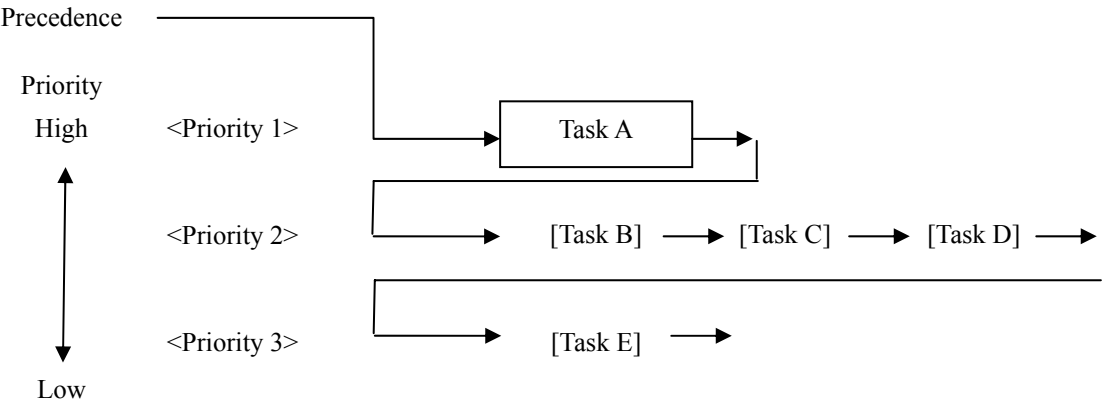 Precedence
Priority
High
<Priority 1>
Task A
<Priority 2>
[Task B]
[Task C]
[Task D]
<Priority 3>
[Task E]
Low